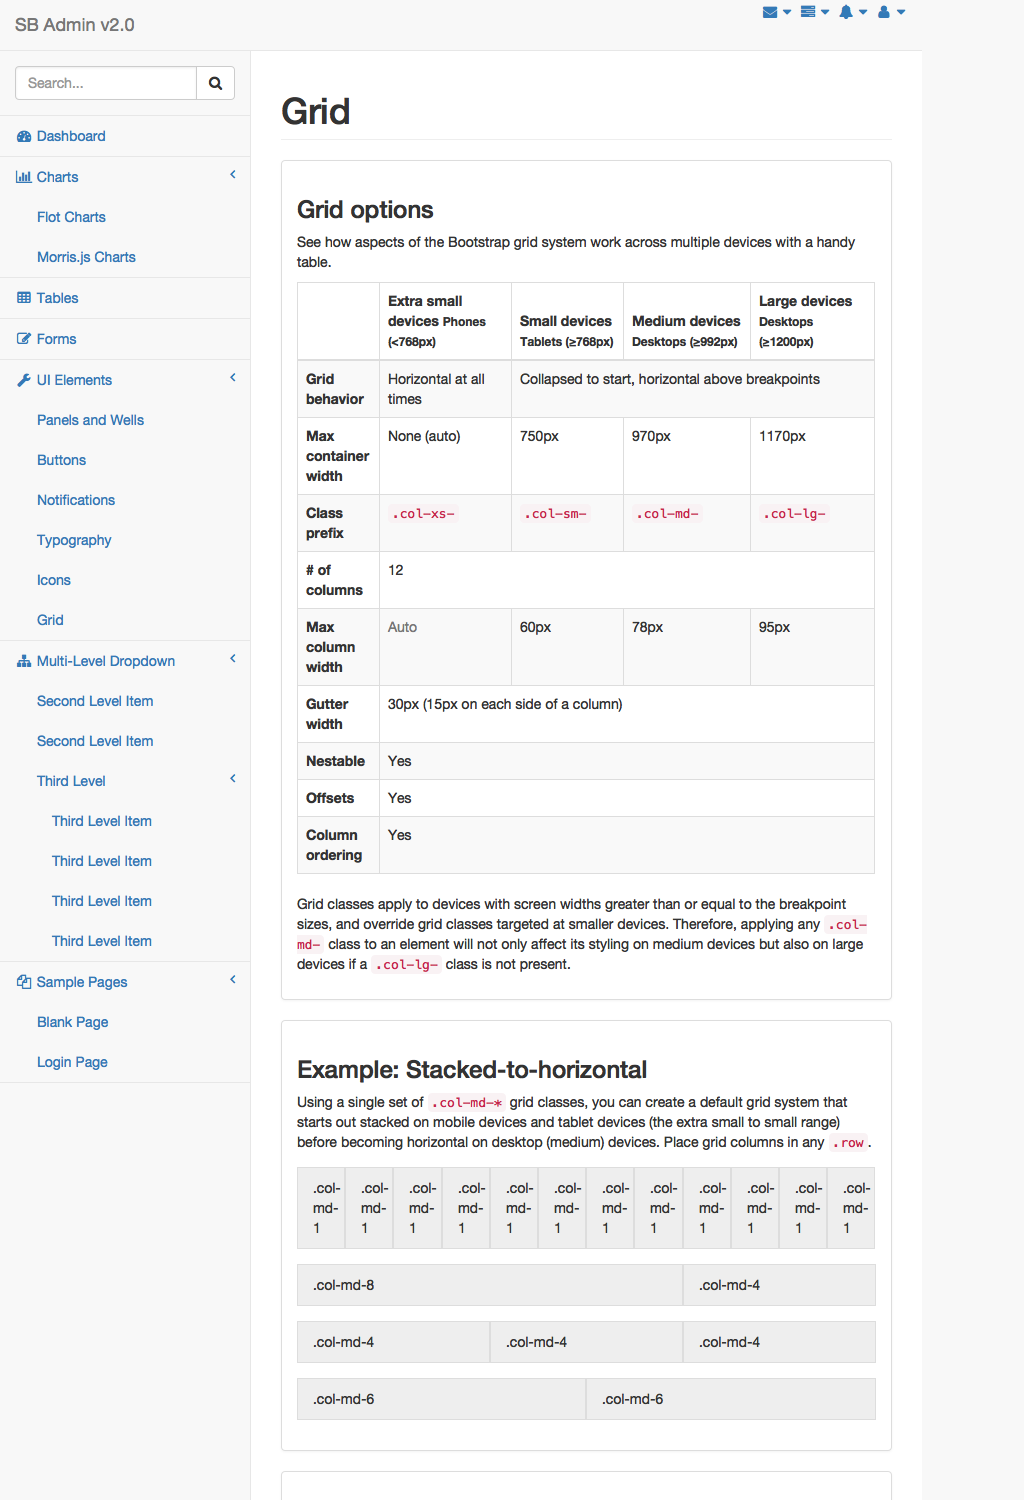 SB Admin v2.0
Search...
Dashboard
Charts
Flot Charts
Morris.js Charts
Tables
Forms
UI Elements
Panels and Wells
Buttons
Notifications
Typography
Icons
Grid
Multi-Level Dropdown
Second Level Item
Second Level Item
Third Level
Third Level Item
Third Level Item
Third Level Item
Third Level Item
Sample Pages
Blank Page
Login Page
Grid
Grid options
See how aspects of the Bootstrap grid system work across multiple devices with a handy
table.
Extra small
devices Phones
(<768px)
Small devices
Tablets (≥768px)
Medium devices
Desktops (≥992px)
Large devices
Desktops
(≥1200px)
Grid
behavior
Horizontal at all
times
Collapsed to start, horizontal above breakpoints
Max
container
width
None (auto)
750px
970px
1170px
Class
prefix
.col-xs-
.col-sm-
.col-md-
.col-lg-
# of
columns
12
Max
column
width
Auto
60px
78px
95px
Gutter
width
30px (15px on each side of a column)
Nestable
Yes
Offsets
Yes
Column
ordering
Yes
Grid classes apply to devices with screen widths greater than or equal to the breakpoint
sizes, and override grid classes targeted at smaller devices. Therefore, applying any .col-
md- class to an element will not only affect its styling on medium devices but also on large
devices if a .col-lg- class is not present.
Example: Stacked-to-horizontal
Using a single set of .col-md-* grid classes, you can create a default grid system that
starts out stacked on mobile devices and tablet devices (the extra small to small range)
before becoming horizontal on desktop (medium) devices. Place grid columns in any .row.
.col- .col- .col- .col- .col- .col- .col- .col- .col- .col- .col- .col-
md- md- md- md- md- md- md- md- md- md- md- md-
1 1 1 1 1 1 1 1 1 1 1 1
.col-md-8 .col-md-4
.col-md-4 .col-md-4 .col-md-4
.col-md-6 .col-md-6